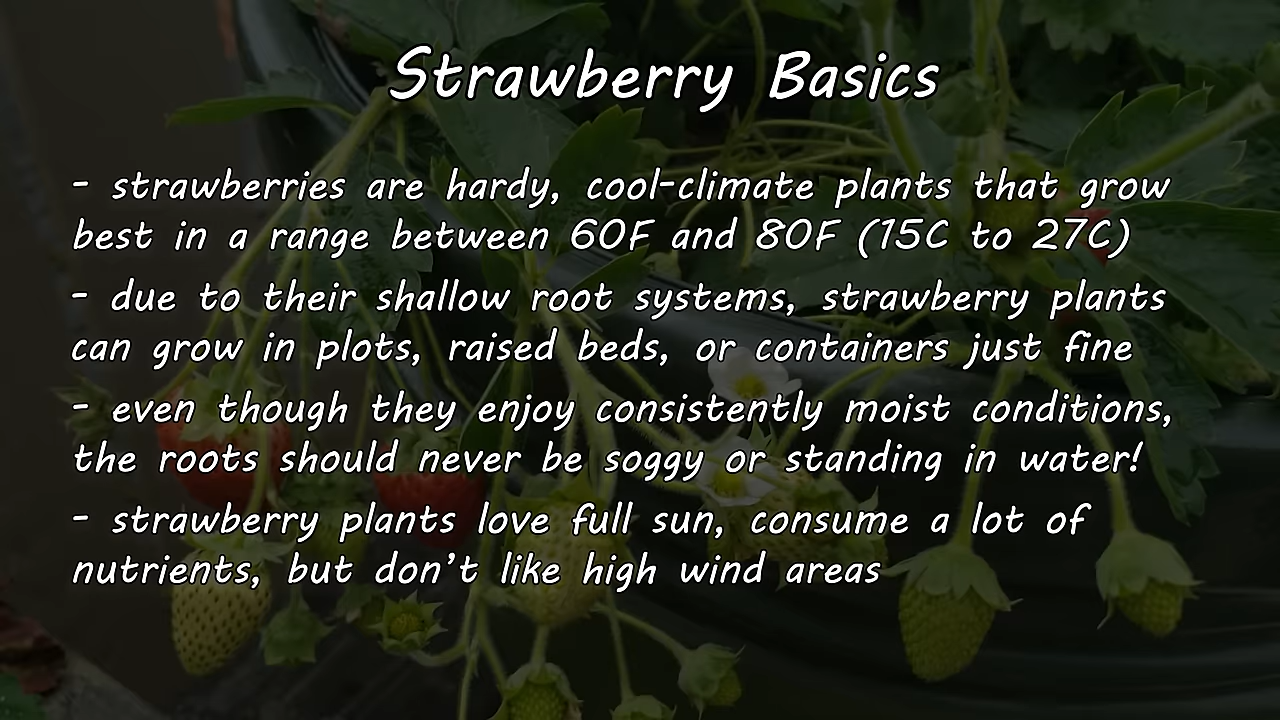 Strawberry Basics
- strawberries are hardy, cool-climate plants that grow
best in a range between 60F and 80F (15C to 27C)
- due to their shallow root systems, strawberry plants
can grow in plots, raised beds, or containers just fine
- even though they enjoy consistently moist conditions,
the roots should never be soggy or standing in water!
- strawberry plants love full sun, consume a lot of
nutrients, but don’t like high wind areas